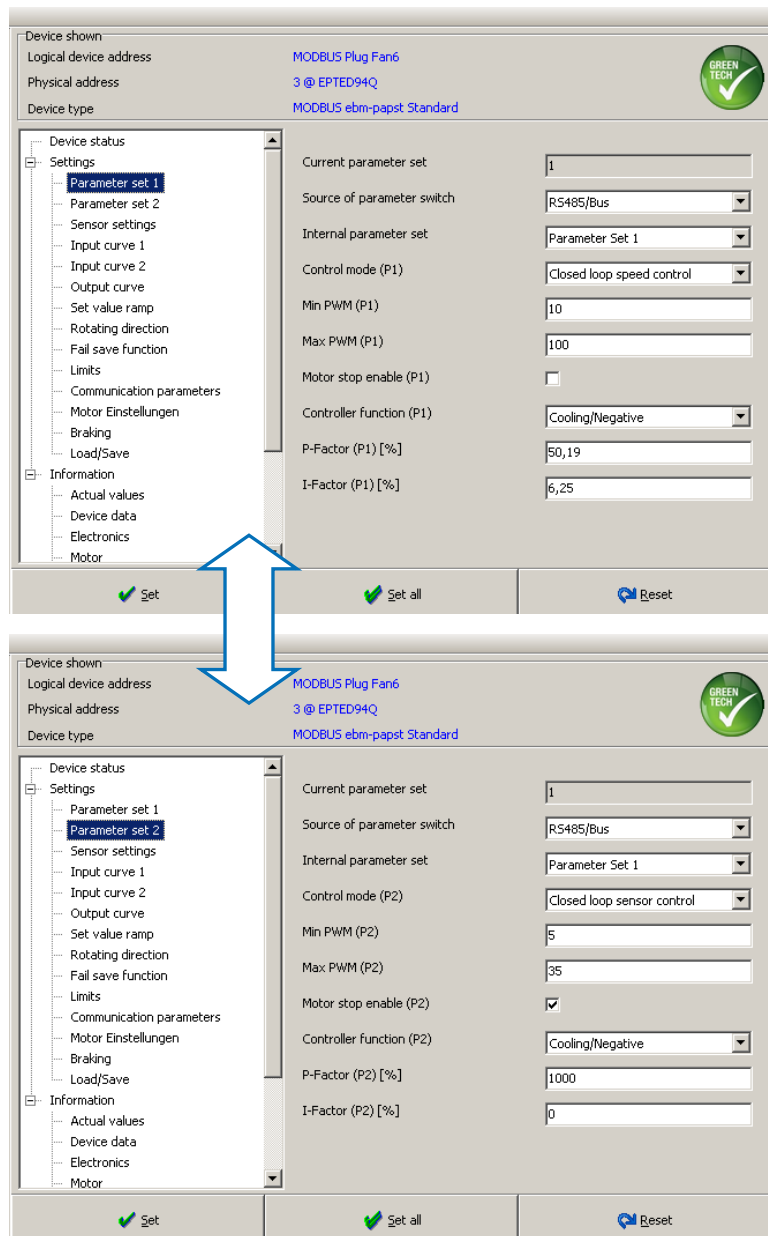 Device shown
Logical device address MODBUS Plug Fan6
Physical address 3 @ EPTED94Q
Device type MODBUS ebm-papst Standard
GREEN
TECH
Device status
Settings
Parameter set 1
Parameter set 2
Sensor settings
Input curve 1
Input curve 2
Output curve
Set value ramp
Rotating direction
Fail save function
Limits
Communication parameters
Motor Einstellungen
Braking
Load/Save
Information
Actual values
Device data
Electronics
Motor
Current parameter set 1
Source of parameter switch RS485/Bus
Internal parameter set Parameter Set 1
Control mode (P1) Closed loop speed control
Min PWM (P1) 10
Max PWM (P1) 100
Motor stop enable (P1)
Controller function (P1) Cooling/Negative
P-Factor (P1) [%] 50,19
I-Factor (P1) [%] 6,25
Set Set all Reset
Device shown
Logical device address MODBUS Plug Fan6
Physical address 3 @ EPTED94Q
Device type MODBUS ebm-papst Standard
GREEN
TECH
Device status
Settings
Parameter set 1
Parameter set 2
Sensor settings
Input curve 1
Input curve 2
Output curve
Set value ramp
Rotating direction
Fail save function
Limits
Communication parameters
Motor Einstellungen
Braking
Load/Save
Information
Actual values
Device data
Electronics
Motor
Current parameter set 1
Source of parameter switch RS485/Bus
Internal parameter set Parameter Set 1
Control mode (P2) Closed loop sensor control
Min PWM (P2) 5
Max PWM (P2) 35
Motor stop enable (P2)
Controller function (P2) Cooling/Negative
P-Factor (P2) [%] 1000
I-Factor (P2) [%] 0
Set Set all Reset